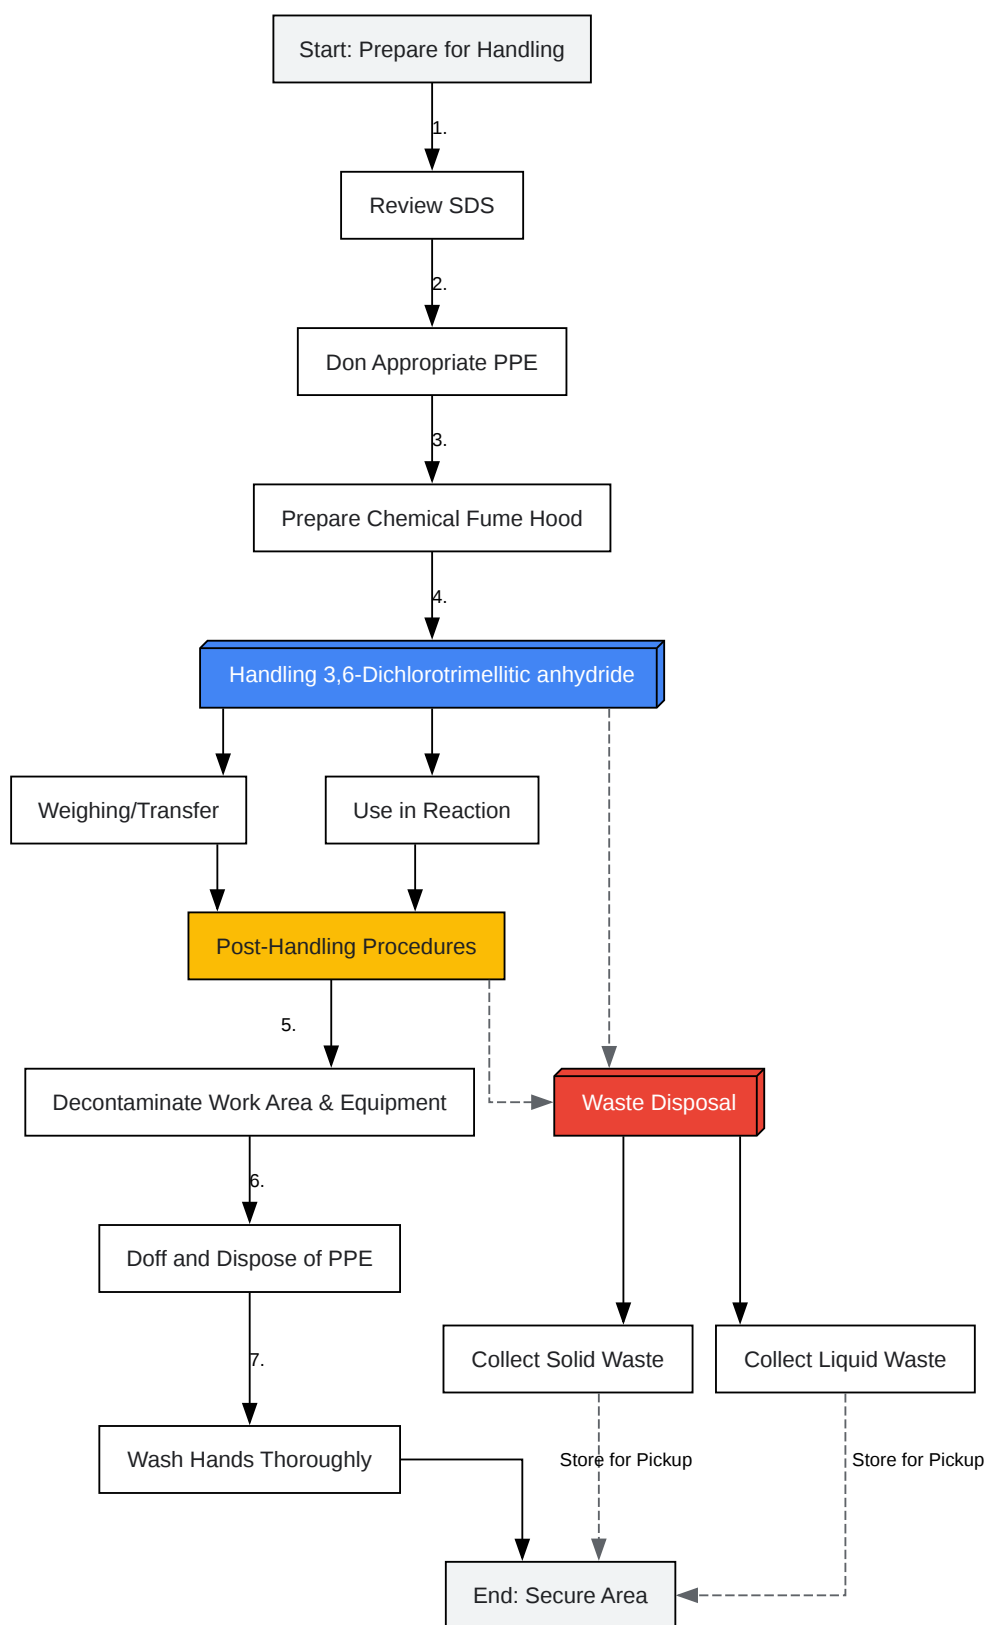 Start: Prepare for Handling
1.
Review SDS
2.
Don Appropriate PPE
3.
Prepare Chemical Fume Hood
4.
Handling 3,6-Dichlorotrimellitic anhydride
Weighing/Transfer
Use in Reaction
Post-Handling Procedures
5.
Decontaminate Work Area & Equipment
Waste Disposal
6.
Doff and Dispose of PPE
7.
Collect Solid Waste
Collect Liquid Waste
Wash Hands Thoroughly
Store for Pickup
Store for Pickup
End: Secure Area